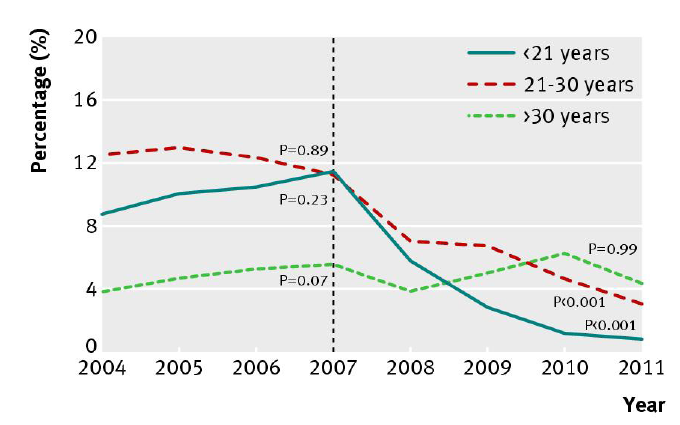 Percentage (%)
20
16
12
8
4
0
<21 years
21-30 years
>30 years
P=0.89
P=0.23
P=0.07
P=0.99
P<0.001
P<0.001
2004 2005 2006 2007 2008 2009 2010 2011
Year